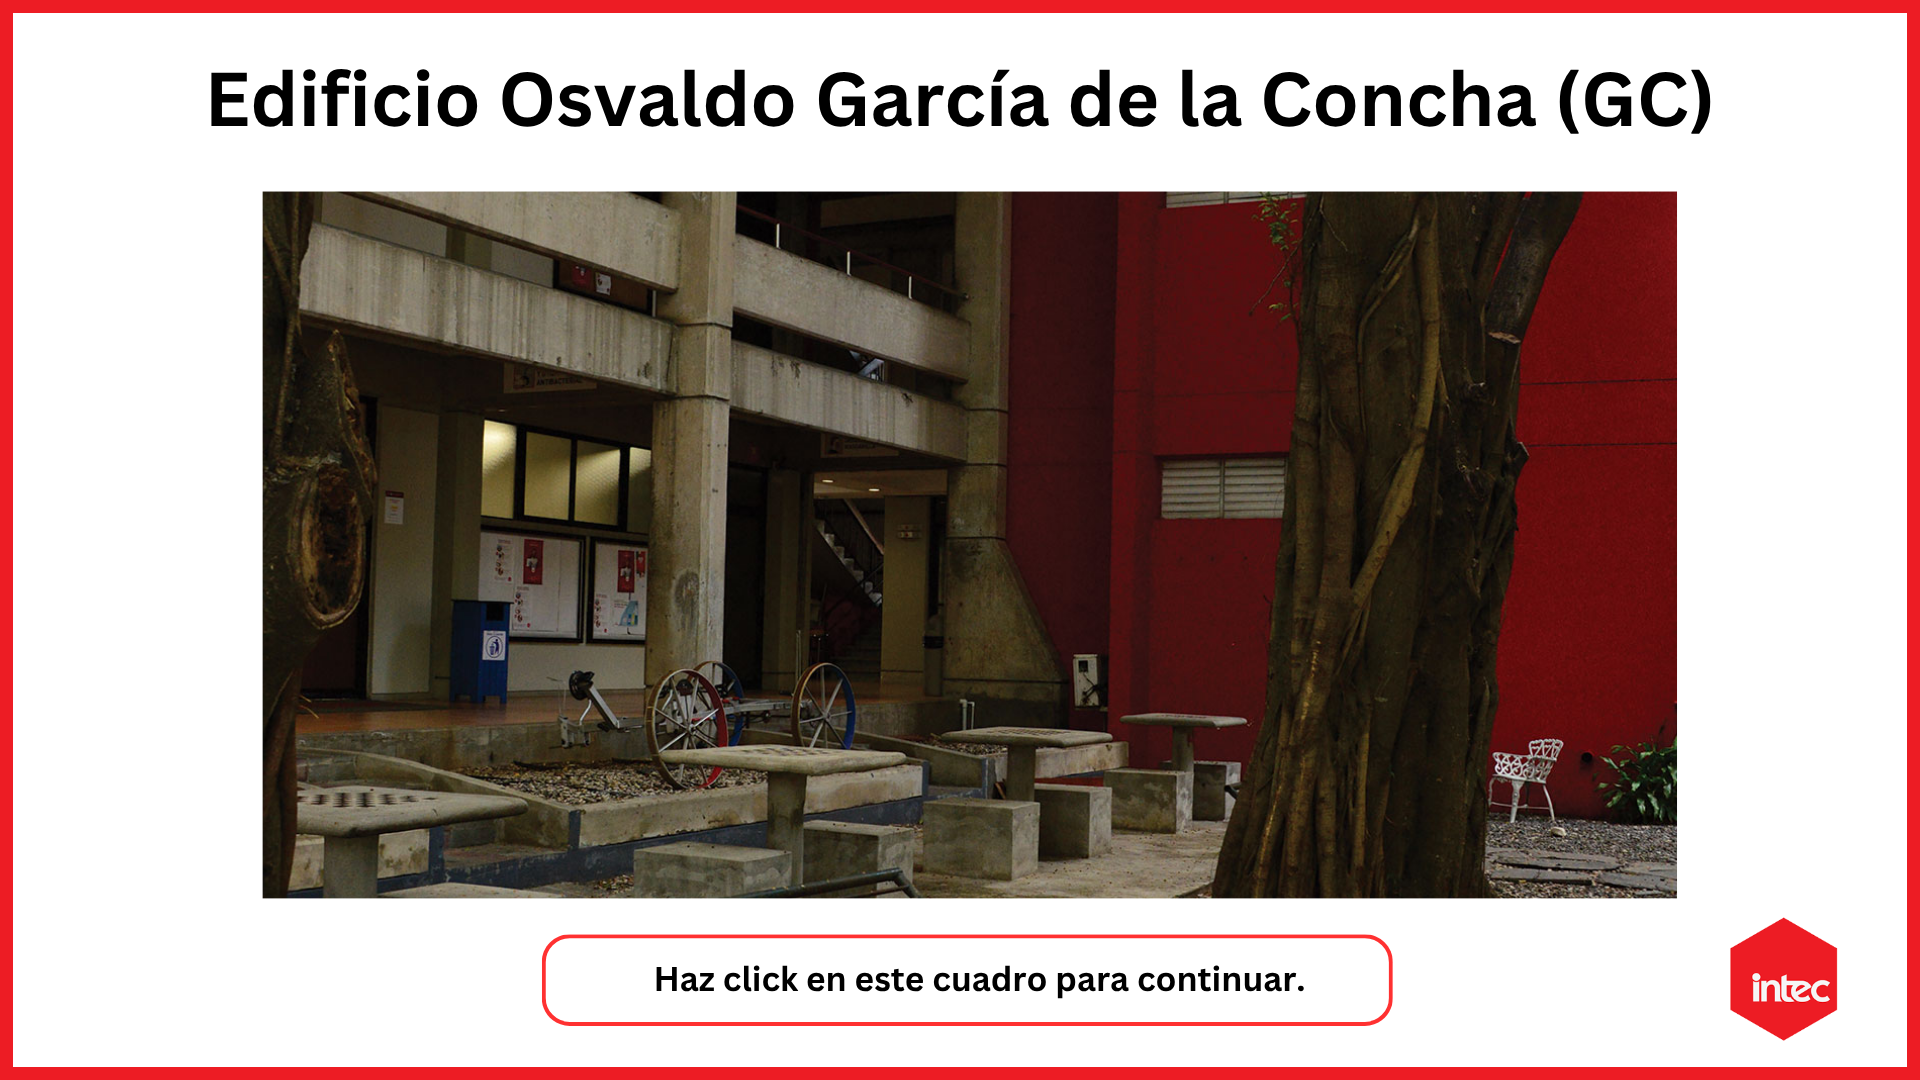 Edificio Osvaldo García de la Concha (GC)
Haz click en este cuadro para continuar.
intec